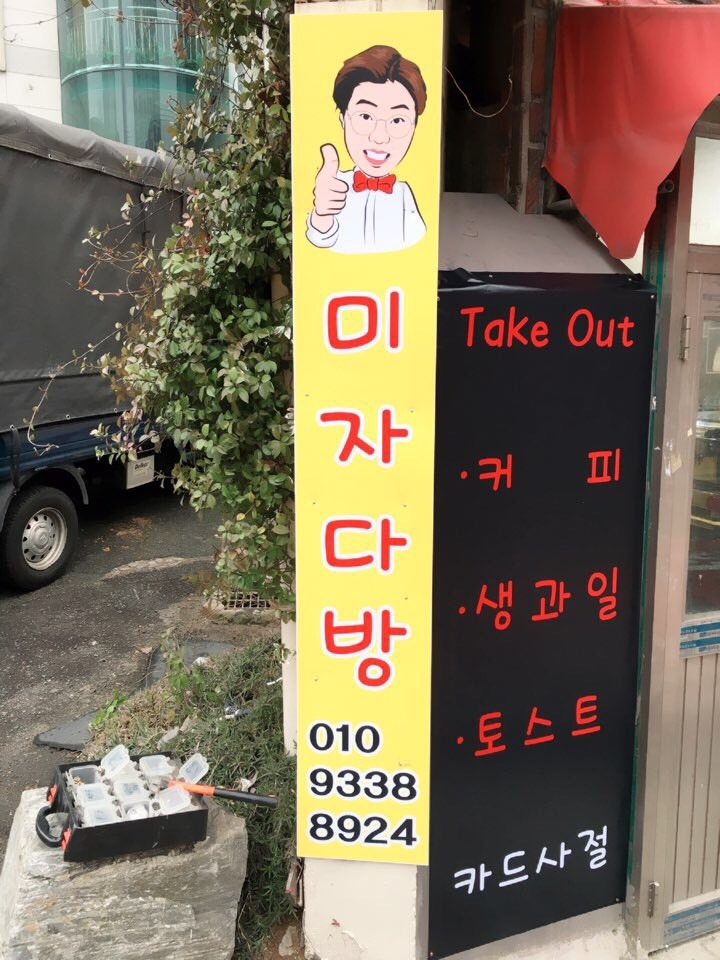 미자다방
010
9338
8924
Take Out
·커 피
·생과일
·토스트
카드사절